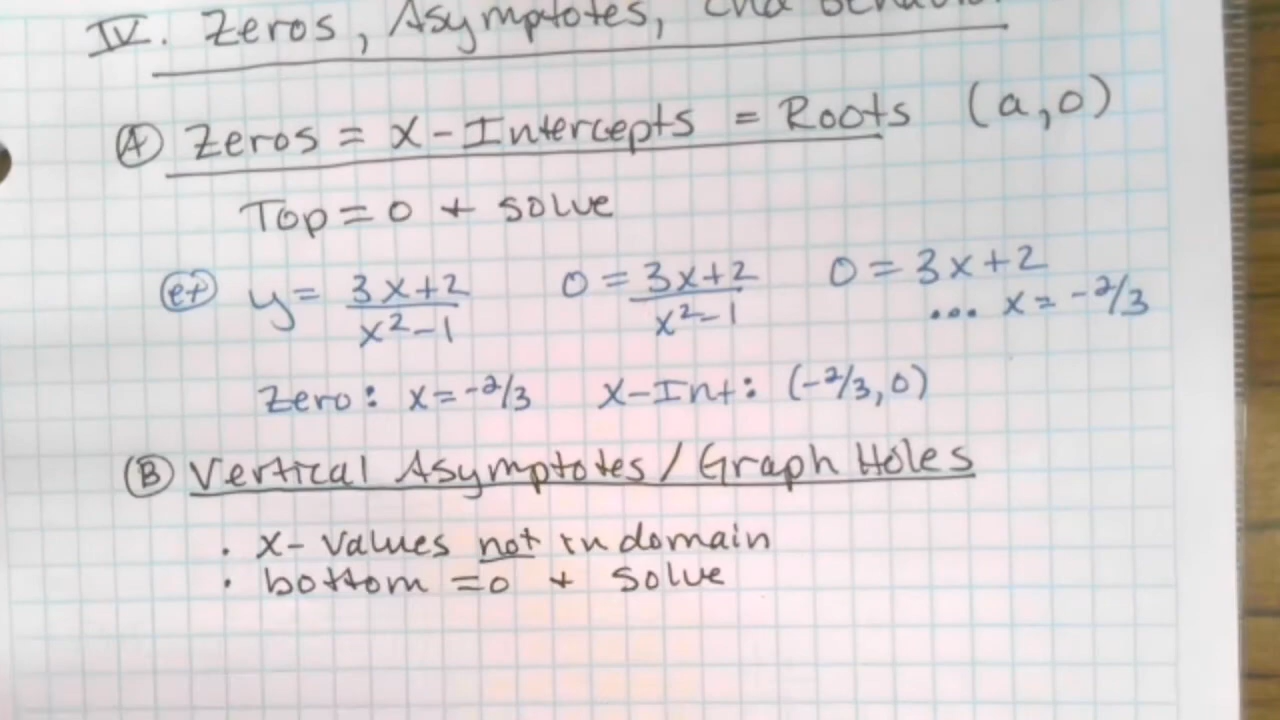 IV. Zeros, Asymptotes, End Behavior
(A) Zeros = x-Intercepts = Roots (a,0)
Top = 0 + solve
(ex) y = (3x+2)/(x²-1) 0 = (3x+2)/(x²-1) 0 = 3x+2
... x = -2/3
Zero: x = -2/3 x-Int: (-2/3, 0)
(B) Vertical Asymptotes / Graph Holes
· x-values not in domain
· bottom = 0 + solve